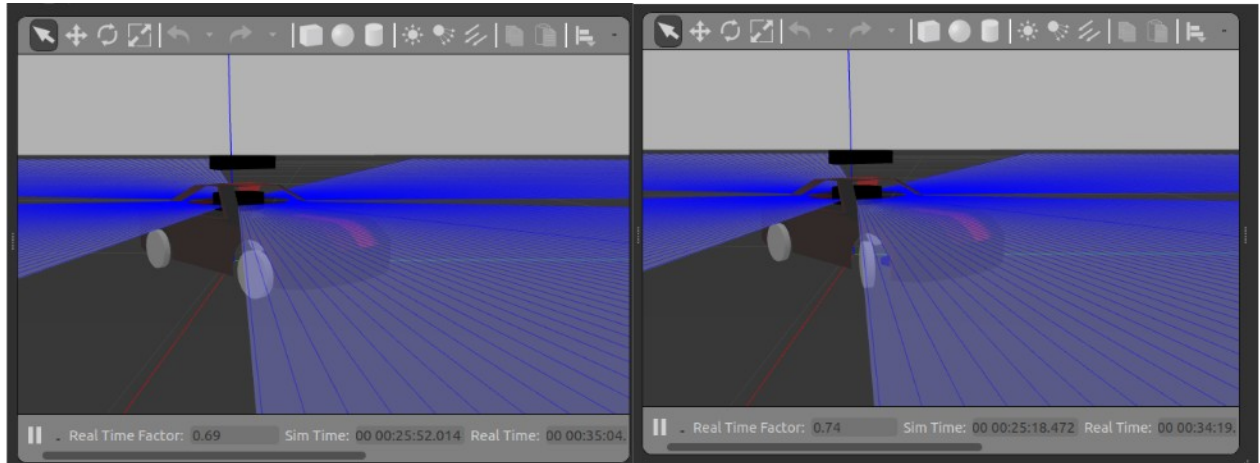 Real Time Factor: 0.69 Sim Time: 00 00:25:52.014 Real Time: 00 00:35:04.
Real Time Factor: 0.74 Sim Time: 00 00:25:18.472 Real Time: 00 00:34:19.